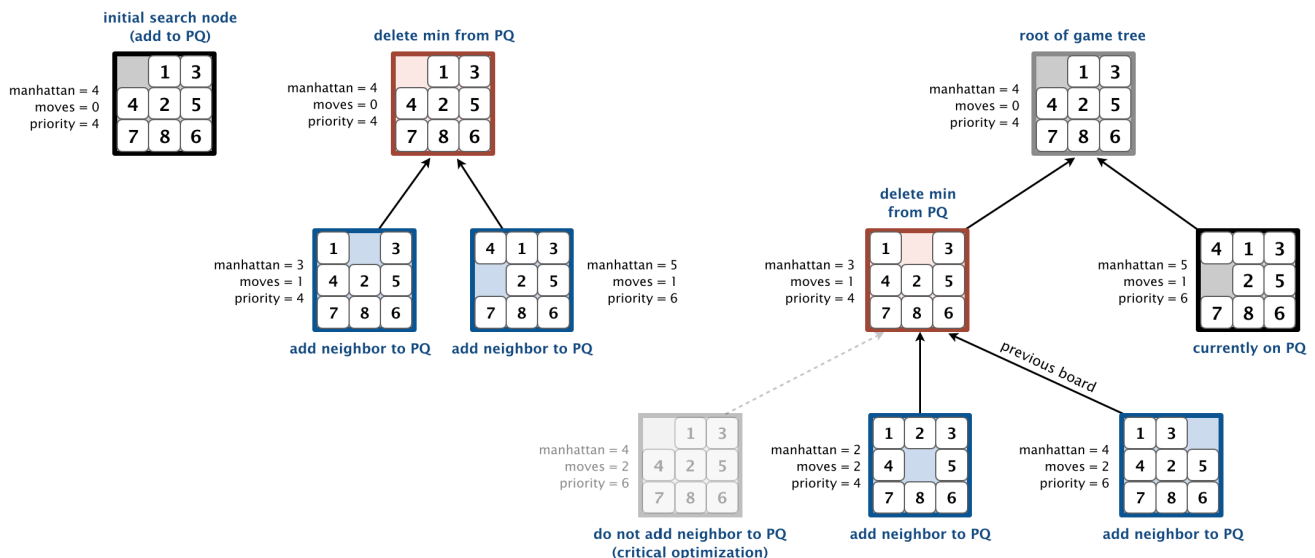 initial search node
(add to PQ)
manhattan = 4
moves = 0
priority = 4
1 3
4 2 5
7 8 6
delete min from PQ
manhattan = 4
moves = 0
priority = 4
1 3
4 2 5
7 8 6
manhattan = 3
moves = 1
priority = 4
1 3
4 2 5
7 8 6
add neighbor to PQ
4 1 3
2 5
7 8 6
manhattan = 5
moves = 1
priority = 6
add neighbor to PQ
root of game tree
manhattan = 4
moves = 0
priority = 4
1 3
4 2 5
7 8 6
delete min
from PQ
manhattan = 3
moves = 1
priority = 4
1 3
4 2 5
7 8 6
manhattan = 5
moves = 1
priority = 6
4 1 3
2 5
7 8 6
currently on PQ
previous board
manhattan = 4
moves = 2
priority = 6
1 3
4 2 5
7 8 6
do not add neighbor to PQ
(critical optimization)
manhattan = 2
moves = 2
priority = 4
1 2 3
4 5
7 8 6
add neighbor to PQ
manhattan = 4
moves = 2
priority = 6
1 3
4 2 5
7 8 6
add neighbor to PQ